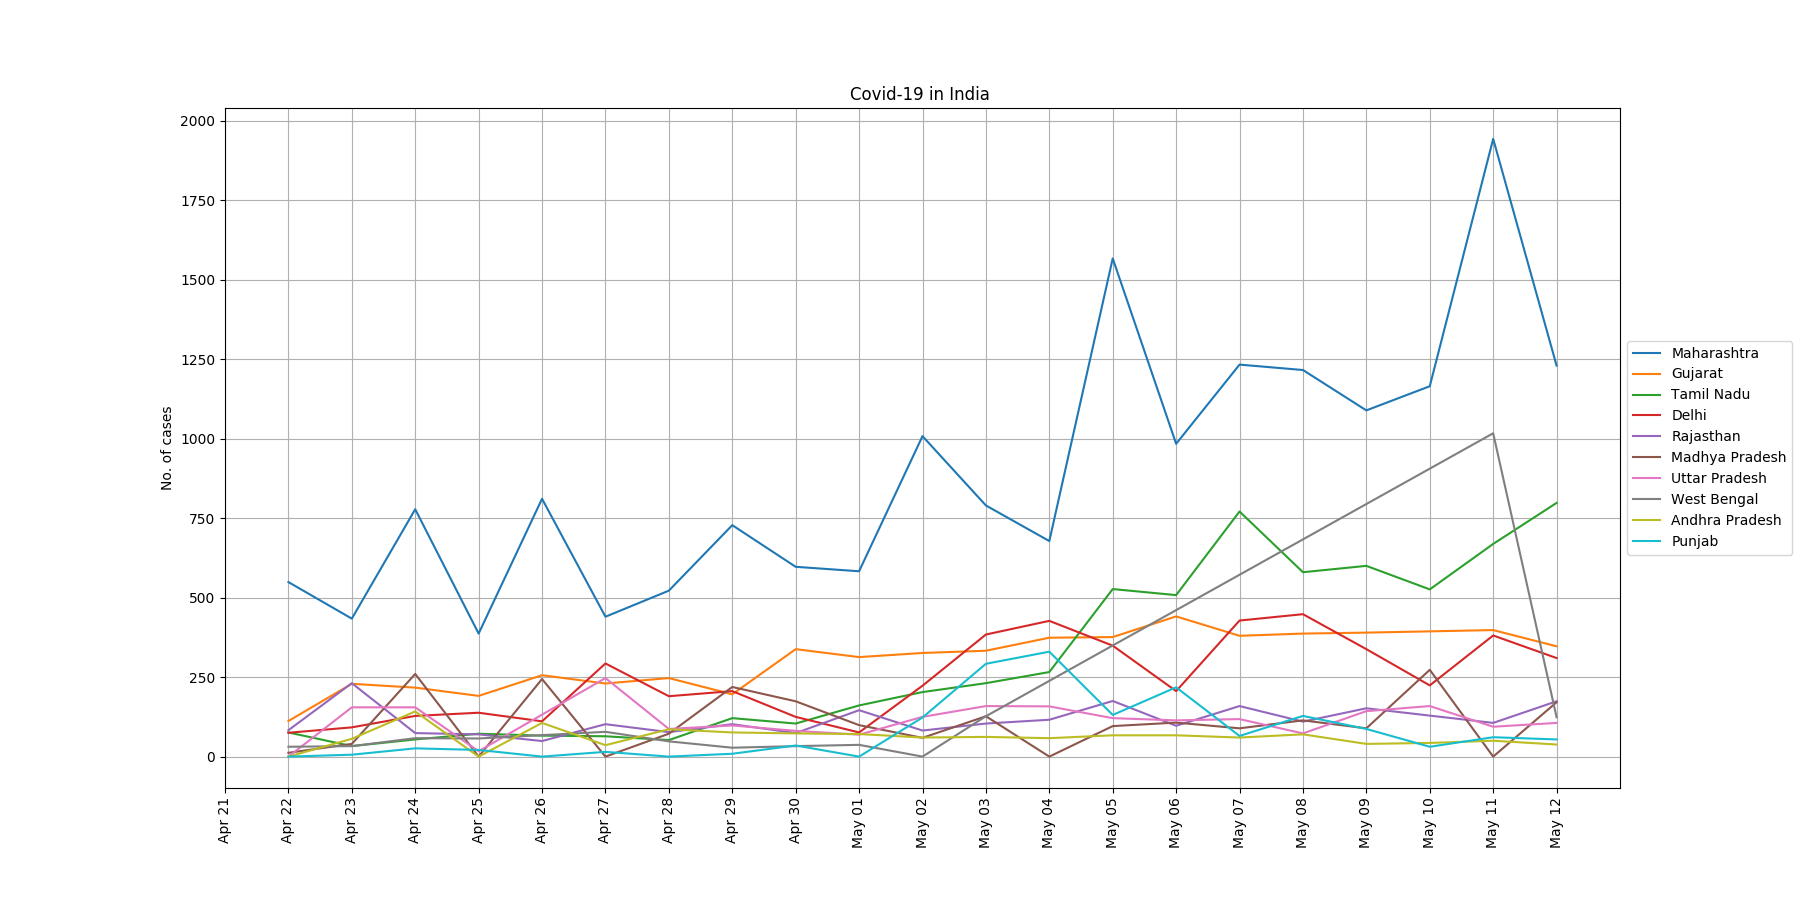 Covid-19 in India
No. of cases
2000
1750
1500
1250
1000
750
500
250
0
Apr 21
Apr 22
Apr 23
Apr 24
Apr 25
Apr 26
Apr 27
Apr 28
Apr 29
Apr 30
May 01
May 02
May 03
May 04
May 05
May 06
May 07
May 08
May 09
May 10
May 11
May 12
Maharashtra
Gujarat
Tamil Nadu
Delhi
Rajasthan
Madhya Pradesh
Uttar Pradesh
West Bengal
Andhra Pradesh
Punjab